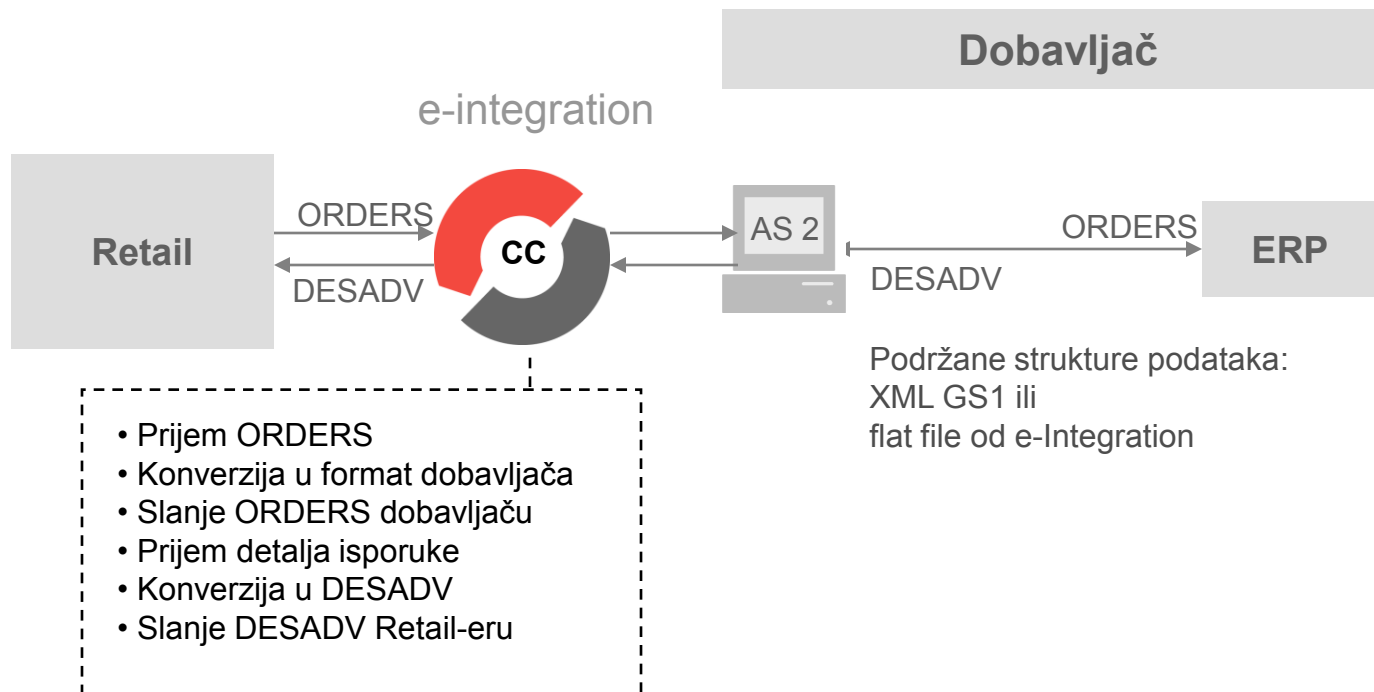 Dobavljač
e-integration
Retail
ORDERS
DESADV
CC
AS 2
ORDERS
DESADV
ERP
Podržane strukture podataka:
XML GS1 ili
flat file od e-Integration
• Prijem ORDERS
• Konverzija u format dobavljača
• Slanje ORDERS dobavljaču
• Prijem detalja isporuke
• Konverzija u DESADV
• Slanje DESADV Retail-eru